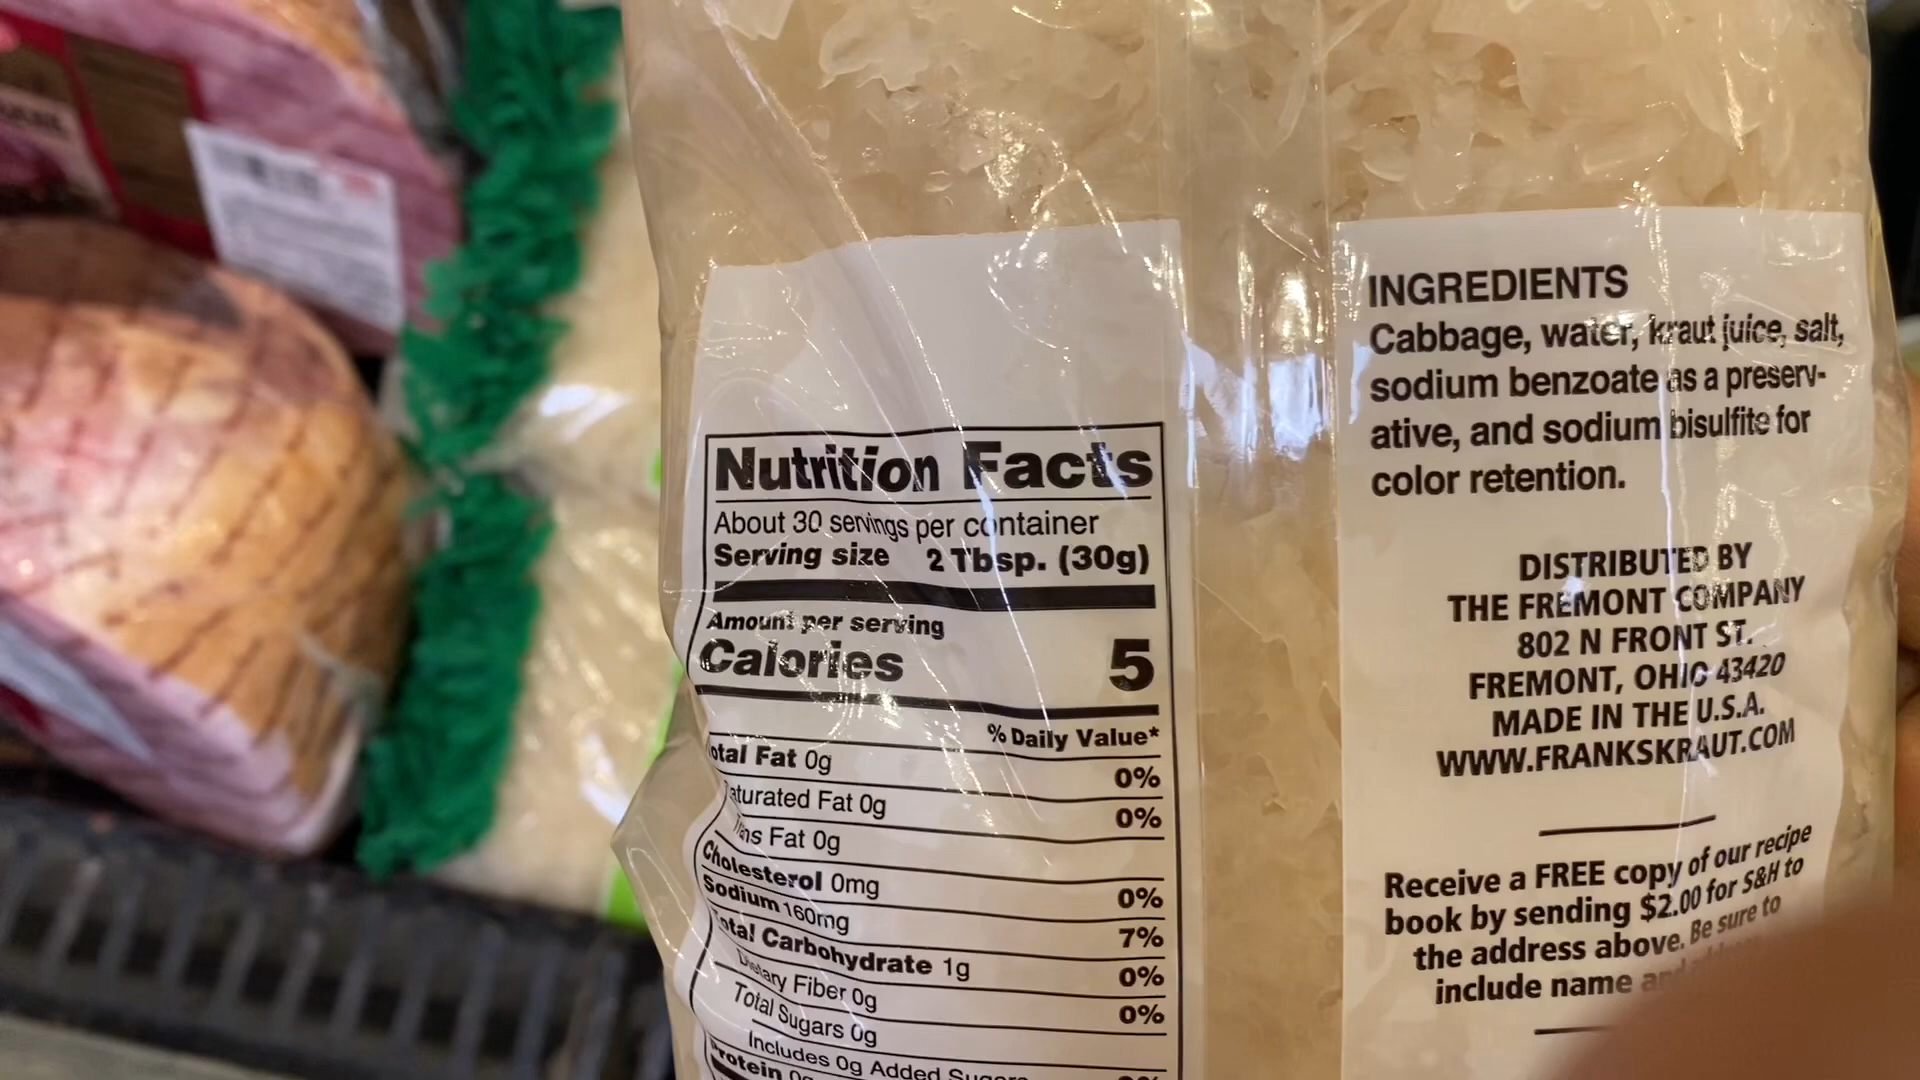 Nutrition Facts
About 30 servings per container
Serving size 2 Tbsp. (30g)
Amount per serving
Calories 5
% Daily Value*
otal Fat 0g 0%
aturated Fat 0g 0%
Fat 0g
Cholesterol 0mg 0%
Sodium 160mg 7%
otal Carbohydrate 1g 0%
Dietary Fiber 0g 0%
Total Sugars 0g
Includes 0g Added Sugars
rotein 0g
INGREDIENTS
Cabbage, water, kraut juice, salt,
sodium benzoate as a preserv-
ative, and sodium bisulfite for
color retention.
DISTRIBUTED BY
THE FREMONT COMPANY
802 N FRONT ST.
FREMONT, OHIO 43420
MADE IN THE U.S.A.
WWW.FRANKSKRAUT.COM
Receive a FREE copy of our recipe
book by sending $2.00 for S&H to
the address above. Be sure to
include name